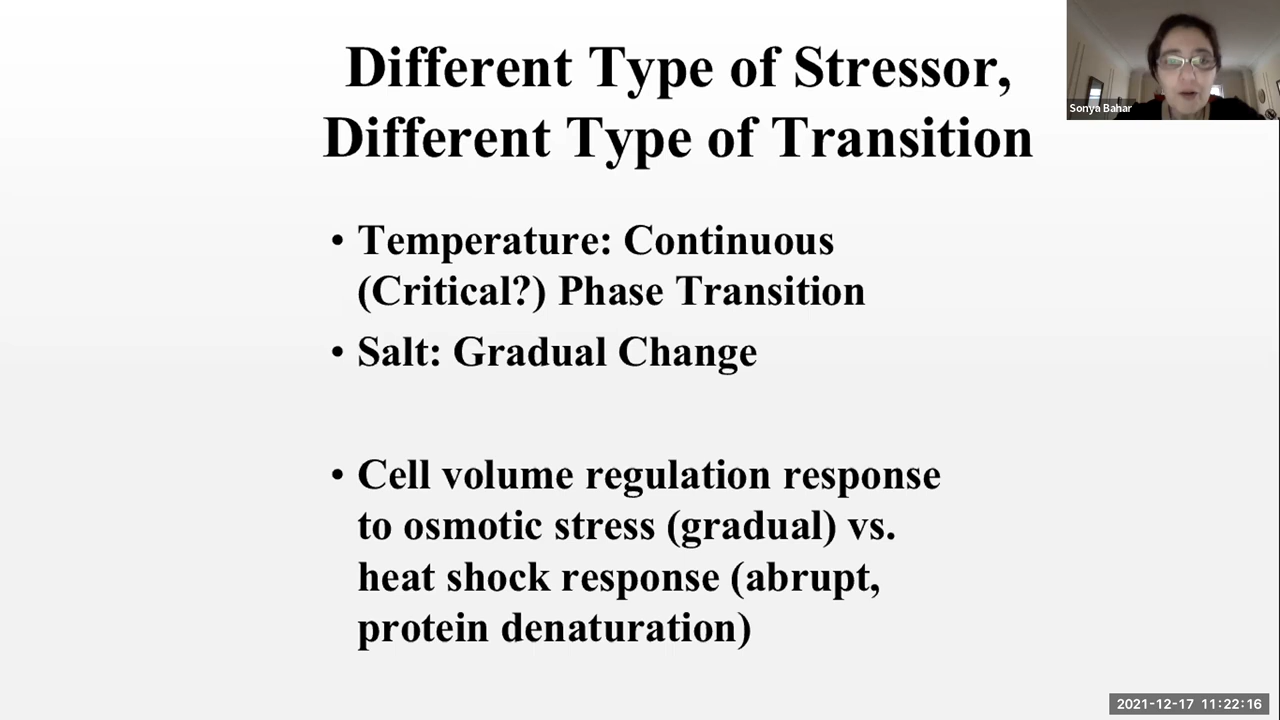 Different Type of Stressor,
Different Type of Transition
Sonya Bahar
• Temperature: Continuous
(Critical?) Phase Transition
• Salt: Gradual Change
• Cell volume regulation response
to osmotic stress (gradual) vs.
heat shock response (abrupt,
protein denaturation)
2021-12-17 11:22:16